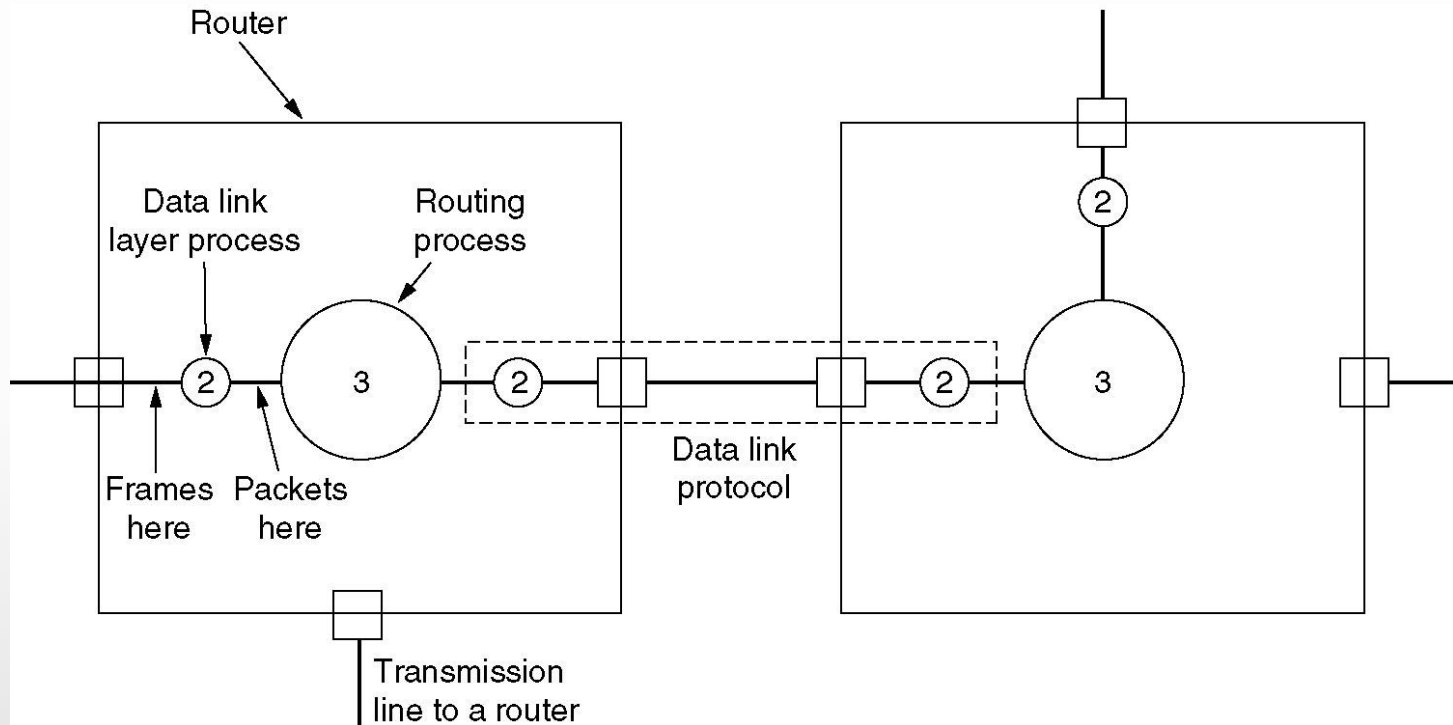 Router
Data link
layer process
Routing
process
2
2
3
2
2
3
Frames
here
Packets
here
Data link
protocol
Transmission
line to a router